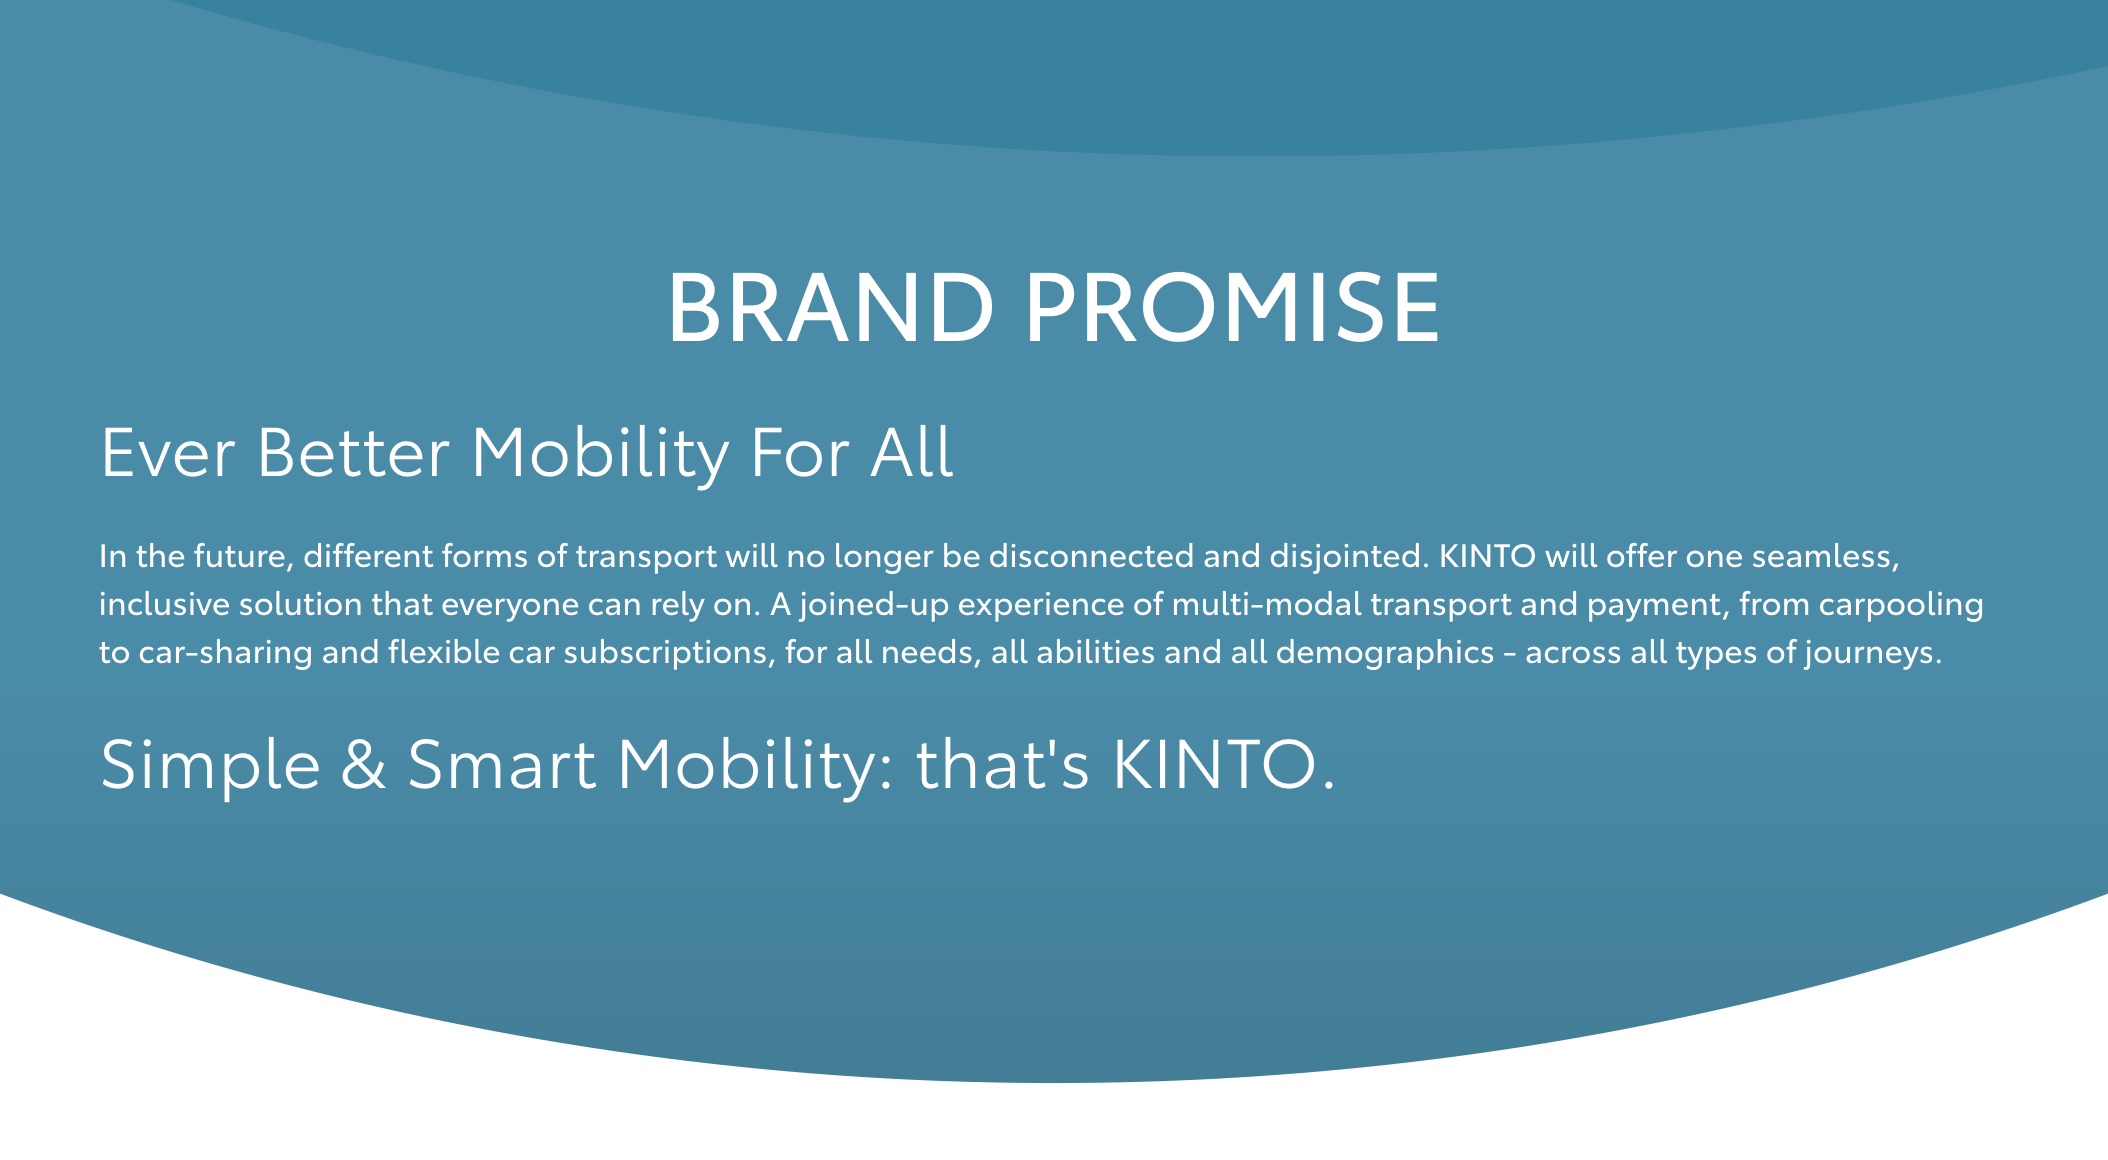 BRAND PROMISE
Ever Better Mobility For All
In the future, different forms of transport will no longer be disconnected and disjointed. KINTO will offer one seamless,
inclusive solution that everyone can rely on. A joined-up experience of multi-modal transport and payment, from carpooling
to car-sharing and flexible car subscriptions, for all needs, all abilities and all demographics - across all types of journeys.
Simple & Smart Mobility: that's KINTO.